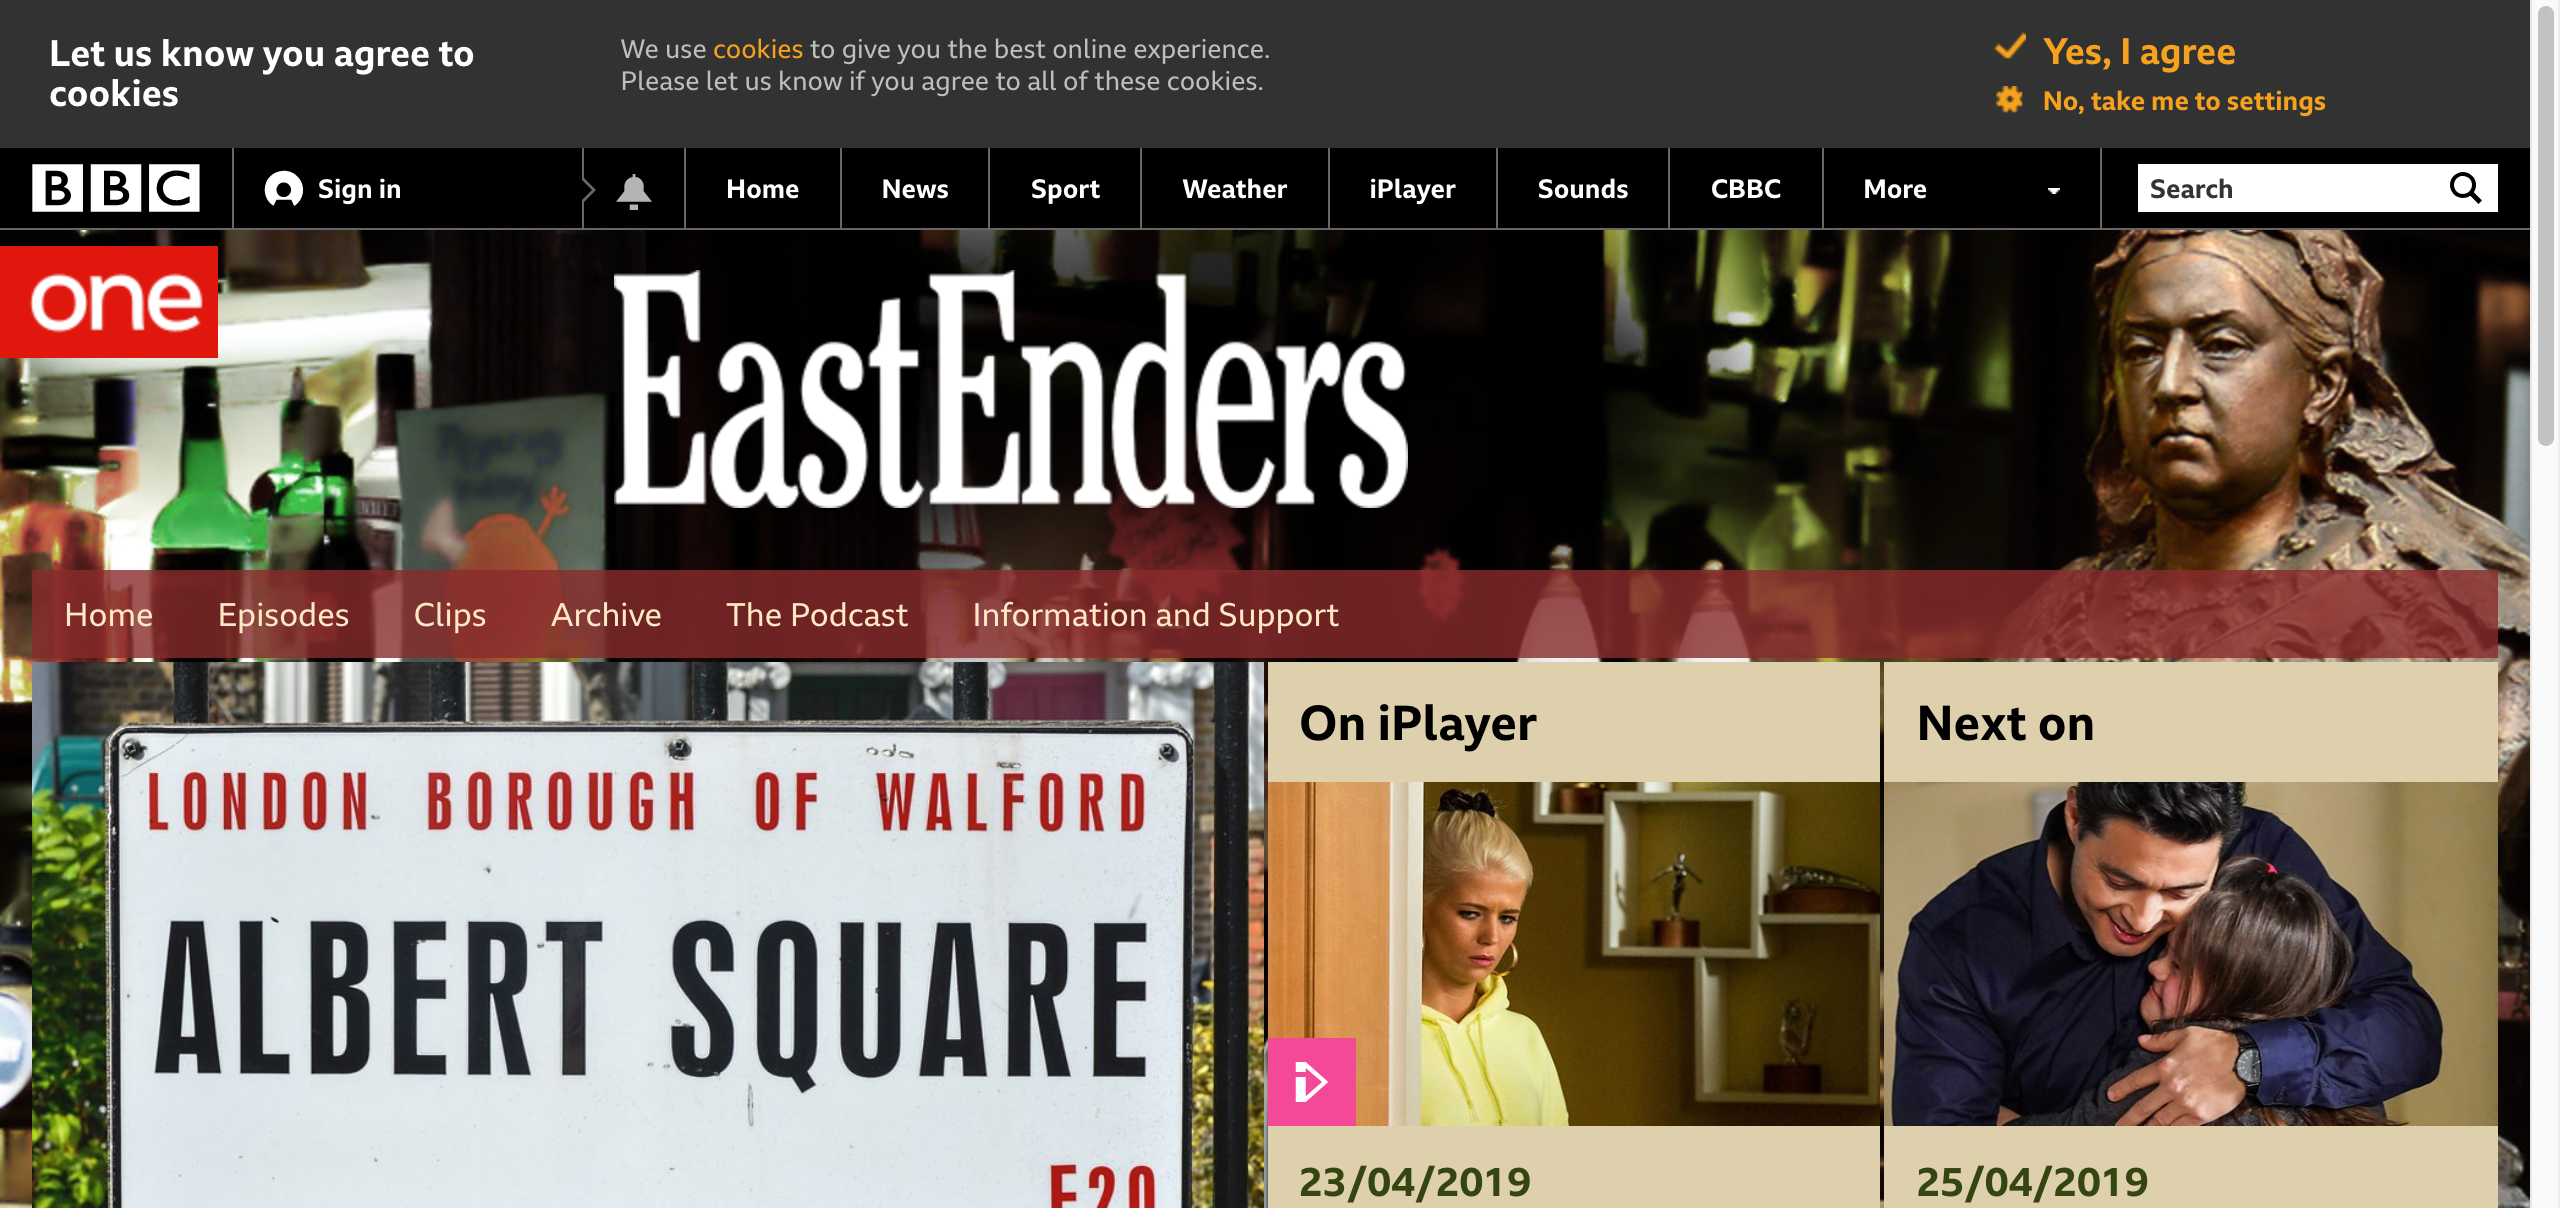 Let us know you agree to
cookies
We use cookies to give you the best online experience.
Please let us know if you agree to all of these cookies.
Yes, I agree
No, take me to settings
BBC
Sign in
Home
News
Sport
Weather
iPlayer
Sounds
CBBC
More
Search
one
EastEnders
Home
Episodes
Clips
Archive
The Podcast
Information and Support
LONDON BOROUGH OF WALFORD
ALBERT SQUARE
E20
On iPlayer
23/04/2019
Next on
25/04/2019